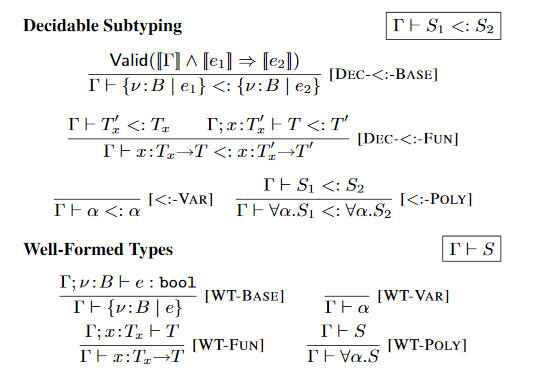 Decidable Subtyping Γ ⊢ S₁ <: S₂
Valid(⟦Γ⟧ ∧ ⟦e₁⟧ ⇒ ⟦e₂⟧)
Γ ⊢ {ν : B | e₁} <: {ν : B | e₂} [DEC-<:-BASE]
Γ ⊢ T′ₓ <: Tₓ Γ; x : T′ₓ ⊢ T <: T′
Γ ⊢ x : Tₓ → T <: x : T′ₓ → T′ [DEC-<:-FUN]
Γ ⊢ α <: α [<:-VAR]
Γ ⊢ S₁ <: S₂
Γ ⊢ ∀α.S₁ <: ∀α.S₂ [<:-POLY]
Well-Formed Types Γ ⊢ S
Γ; ν : B ⊢ e : bool
Γ ⊢ {ν : B | e} [WT-BASE]
Γ ⊢ α [WT-VAR]
Γ; x : Tₓ ⊢ T
Γ ⊢ x : Tₓ → T [WT-FUN]
Γ ⊢ S
Γ ⊢ ∀α.S [WT-POLY]